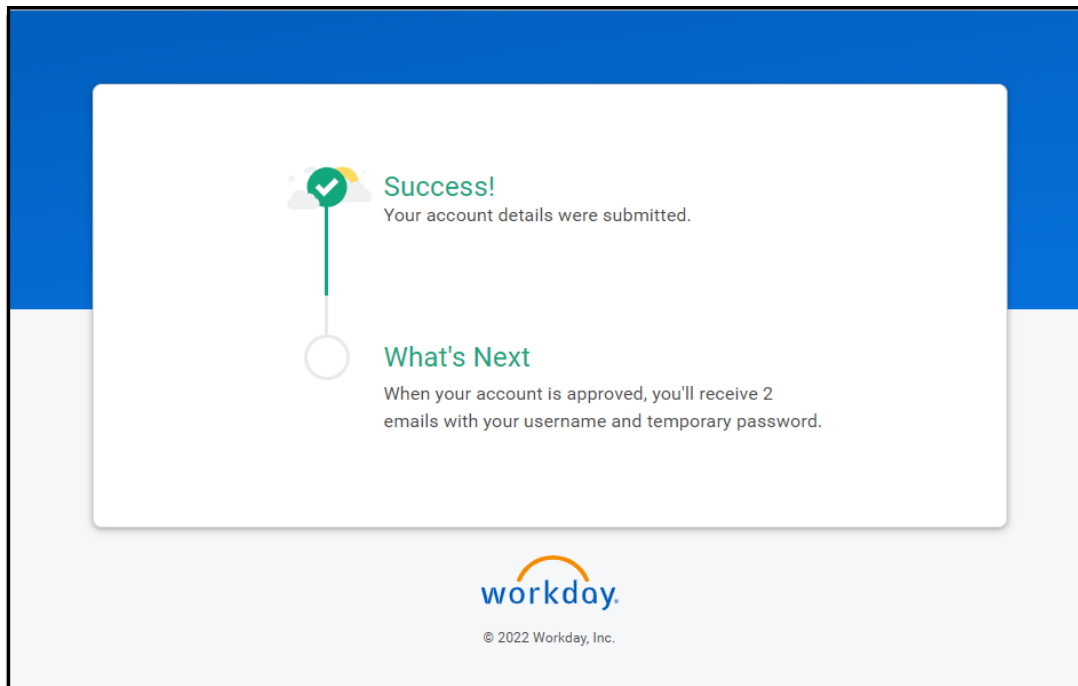 Success!
Your account details were submitted.
What's Next
When your account is approved, you'll receive 2
emails with your username and temporary password.
workday.
© 2022 Workday, Inc.